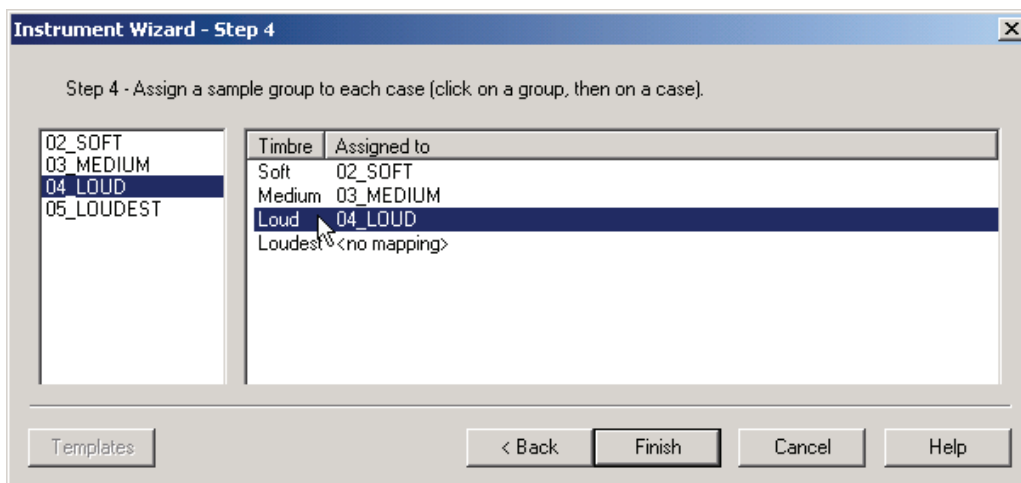 Instrument Wizard - Step 4
Step 4 - Assign a sample group to each case (click on a group, then on a case).
02_SOFT
03_MEDIUM
04_LOUD
05_LOUDEST
Timbre Assigned to
Soft 02_SOFT
Medium 03_MEDIUM
Loud 04_LOUD
Loudest <no mapping>
Templates
< Back
Finish
Cancel
Help